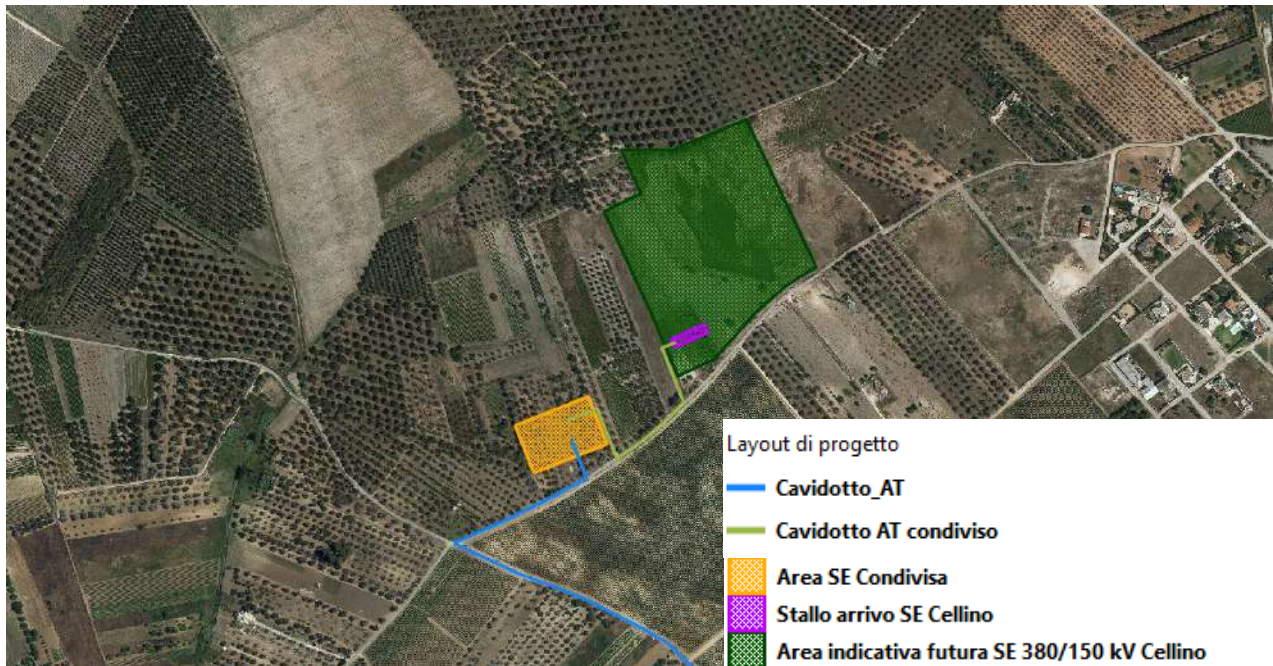 Layout di progetto
Cavidotto_AT
Cavidotto AT condiviso
Area SE Condivisa
Stallo arrivo SE Cellino
Area indicativa futura SE 380/150 kV Cellino